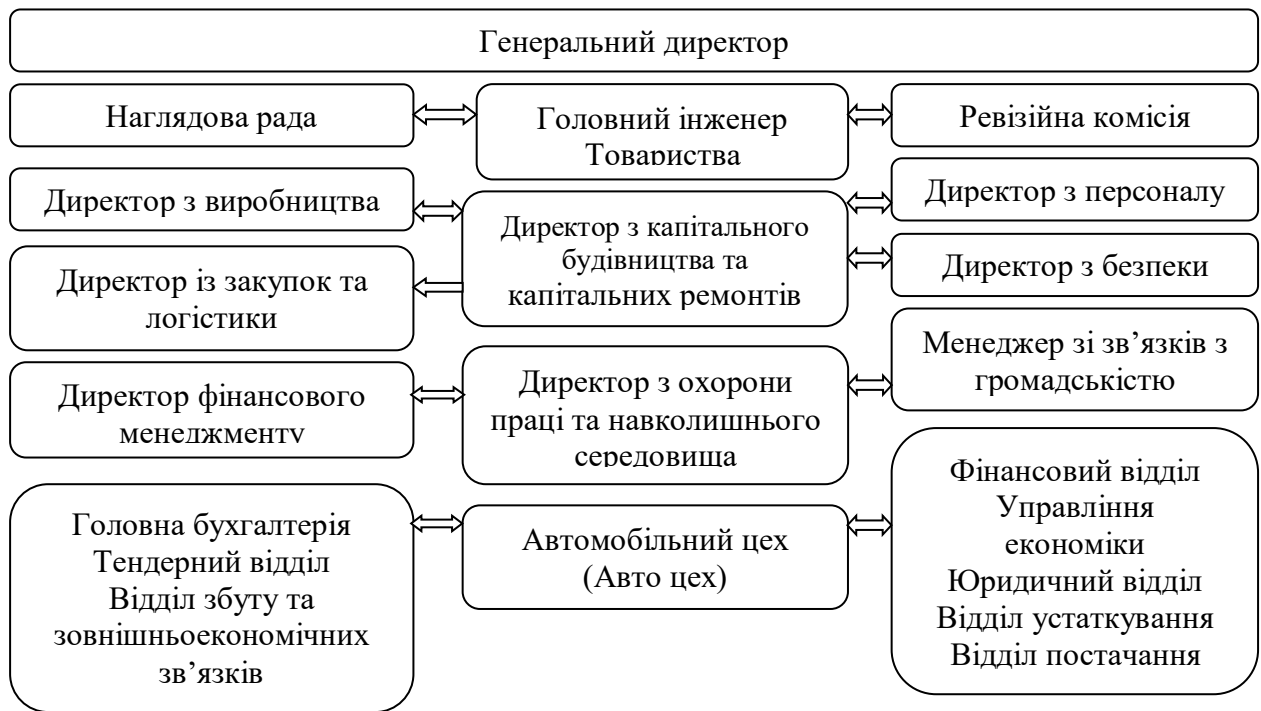 Генеральний директор
Наглядова рада
Головний інженер
Товариства
Ревізійна комісія
Директор з виробництва
Директор з капітального
будівництва та
капітальних ремонтів
Директор з персоналу
Директор із закупок та
логістики
Директор з безпеки
Директор фінансового
менеджменту
Директор з охорони
праці та навколишнього
середовища
Менеджер зі зв’язків з
громадськістю
Головна бухгалтерія
Тендерний відділ
Відділ збуту та
зовнішньоекономічних
зв’язків
Автомобільний цех
(Авто цех)
Фінансовий відділ
Управління
економіки
Юридичний відділ
Відділ устаткування
Відділ постачання